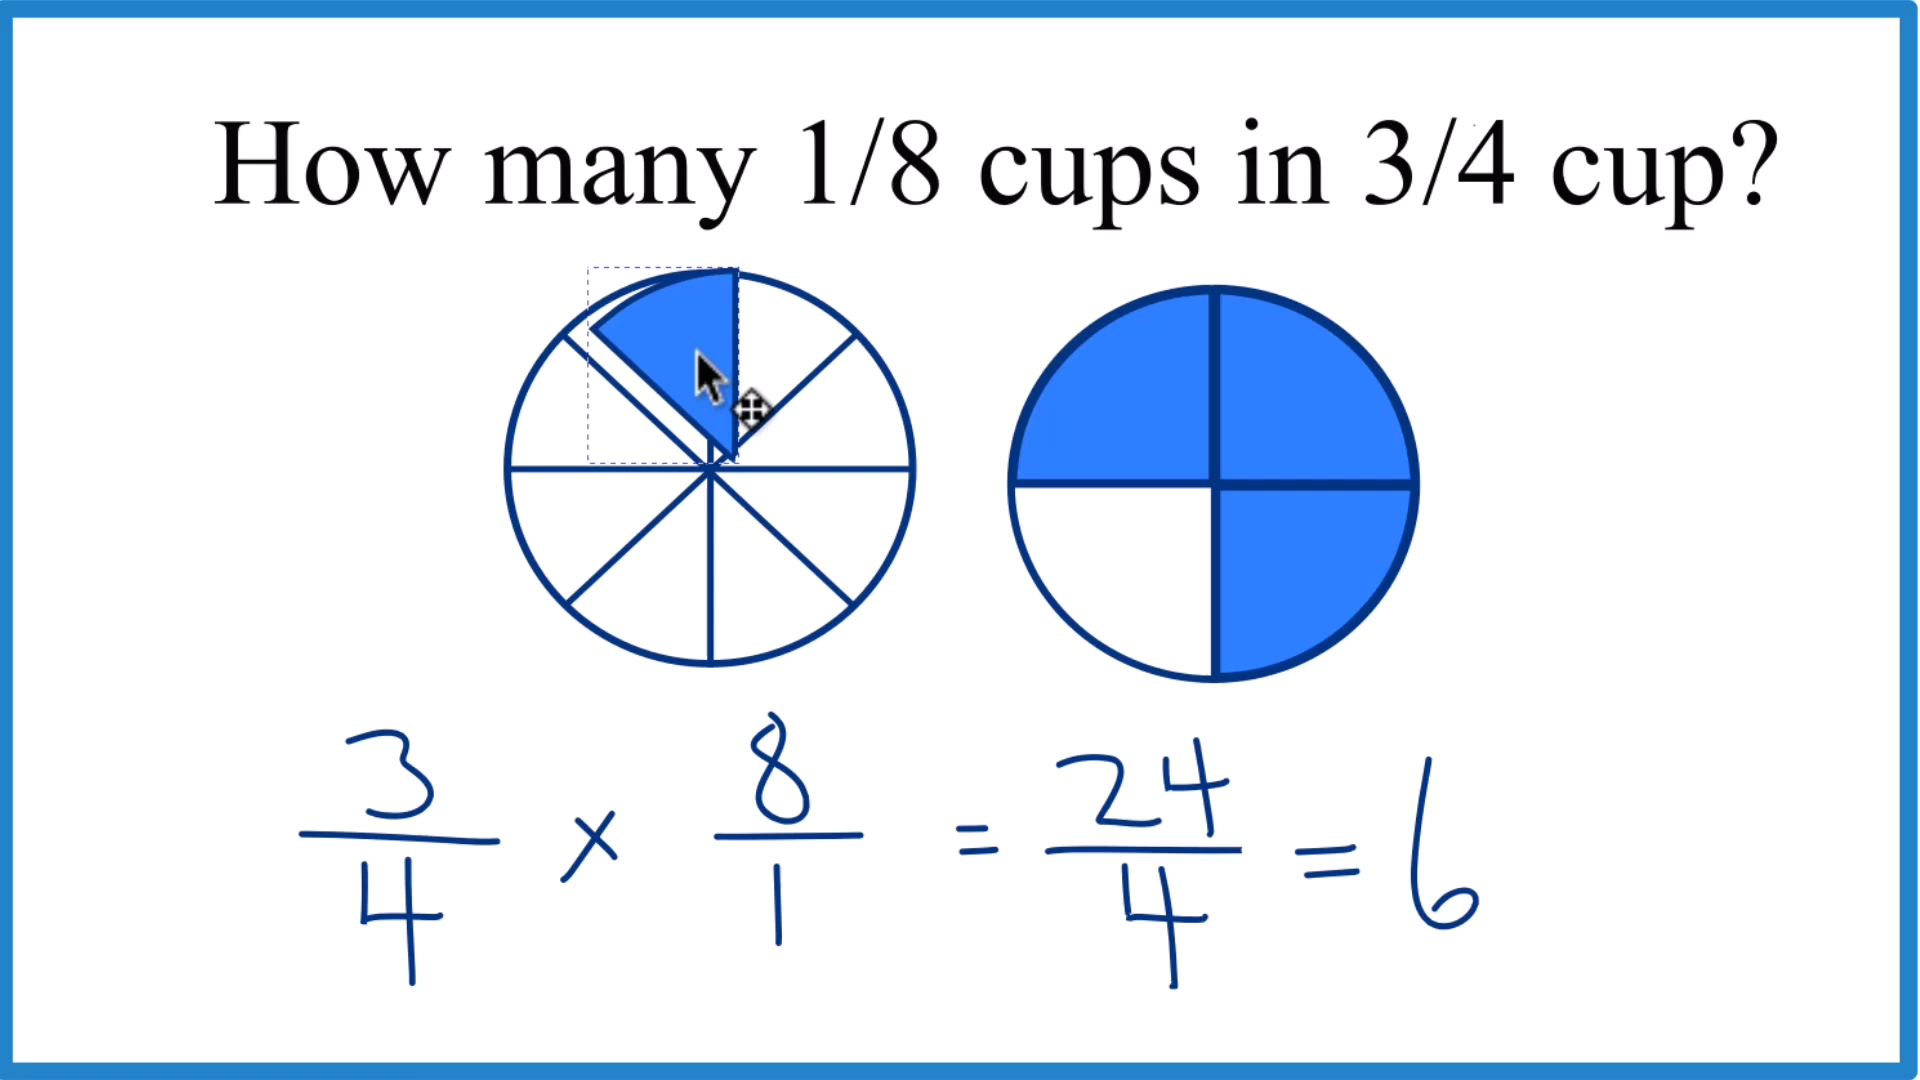 How many 1/8 cups in 3/4 cup?
3/4 x 8/1 = 24/4 = 6